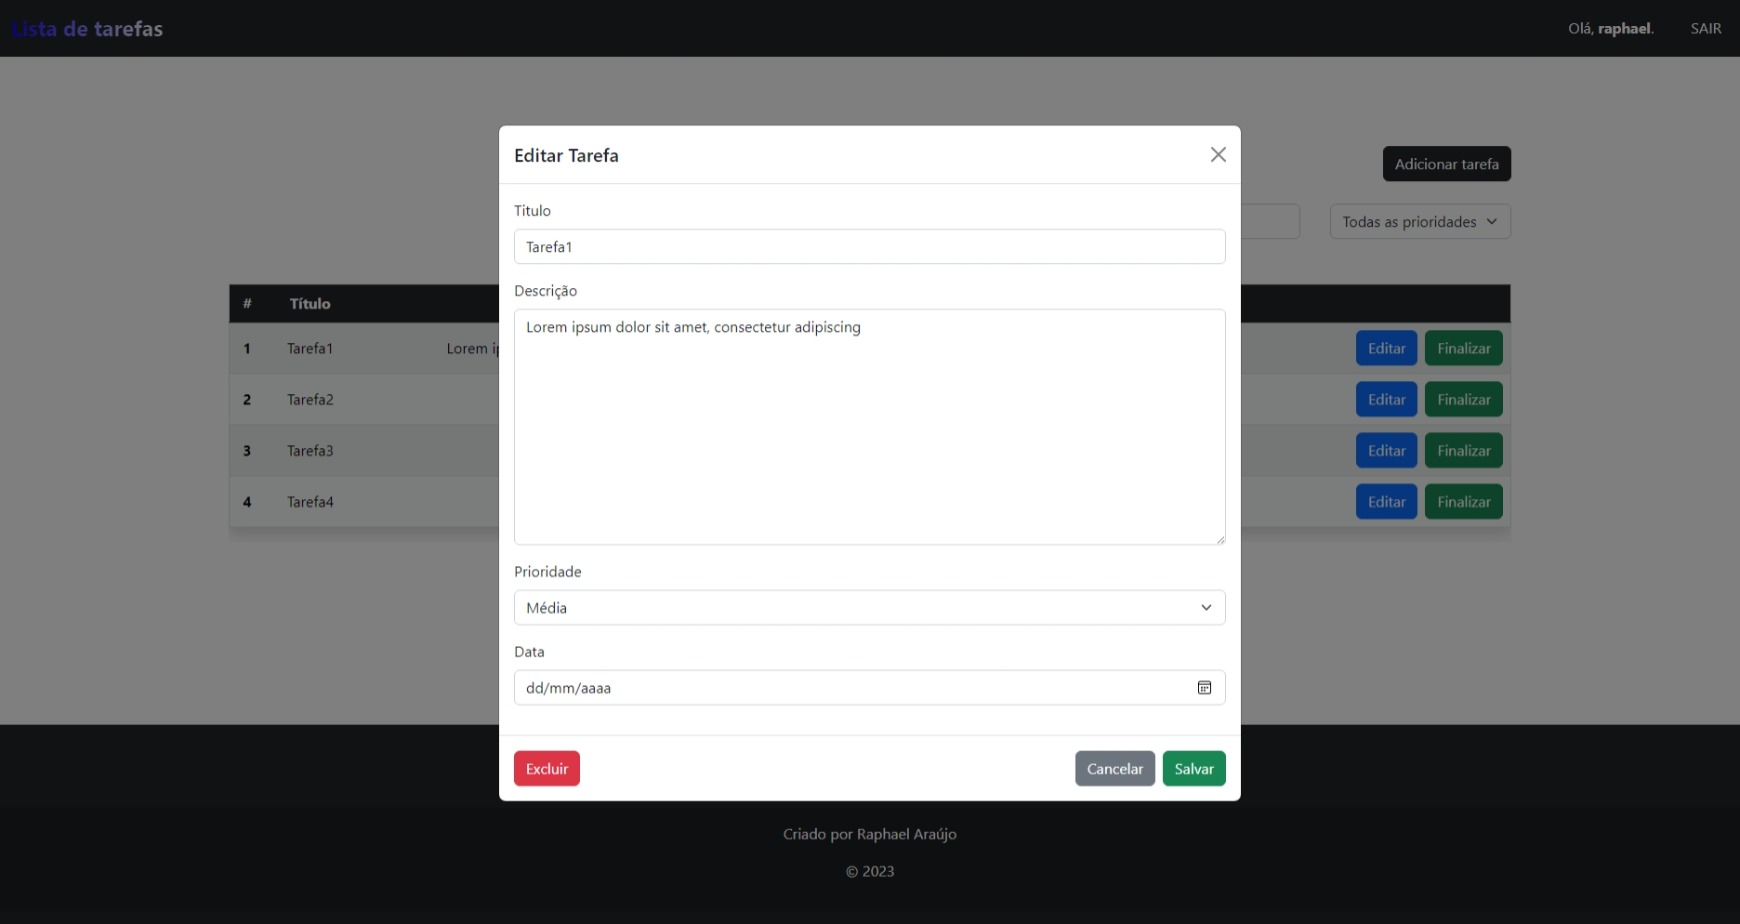 Lista de tarefas
Olá, raphael. SAIR
Editar Tarefa
Adicionar tarefa
Titulo
Tarefa1
Todas as prioridades
Descrição
Lorem ipsum dolor sit amet, consectetur adipiscing
# Título
1 Tarefa1 Lorem Editar Finalizar
2 Tarefa2 Editar Finalizar
3 Tarefa3 Editar Finalizar
4 Tarefa4 Editar Finalizar
Prioridade
Média
Data
dd/mm/aaaa
Excluir Cancelar Salvar
Criado por Raphael Araújo
© 2023